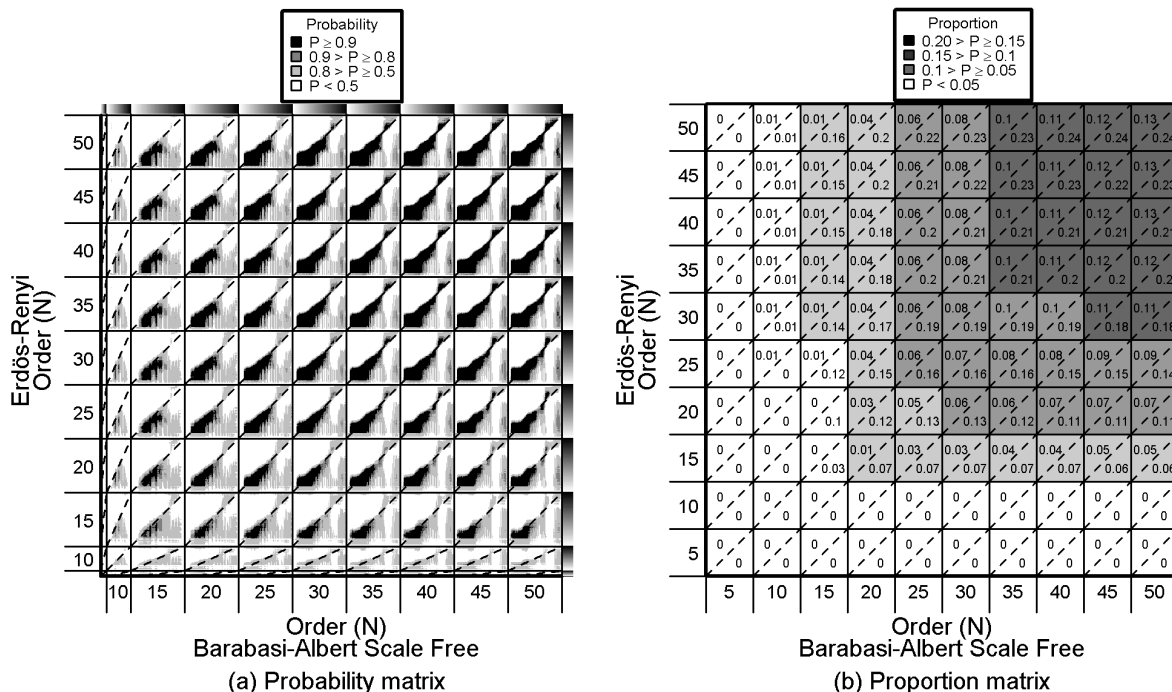 Probability
P ≥ 0.9
0.9 > P ≥ 0.8
0.8 > P ≥ 0.5
P < 0.5
50
45
40
35
30
25
20
15
10
Erdös-Renyi
Order (N)
10 15 20 25 30 35 40 45 50
Order (N)
Barabasi-Albert Scale Free
(a) Probability matrix
Proportion
0.20 > P ≥ 0.15
0.15 > P ≥ 0.1
0.1 > P ≥ 0.05
P < 0.05
50
0 0.01 0.01 0.04 0.06 0.08 0.1 0.11 0.12 0.13
0 0.01 0.16 0.2 0.22 0.23 0.23 0.24 0.24 0.24
45
0 0.01 0.01 0.04 0.06 0.08 0.1 0.11 0.12 0.13
0 0.01 0.15 0.2 0.21 0.22 0.23 0.23 0.22 0.23
40
0 0.01 0.01 0.04 0.06 0.08 0.1 0.11 0.12 0.12
0 0.01 0.15 0.18 0.2 0.21 0.21 0.21 0.21 0.21
35
0 0.01 0.01 0.04 0.06 0.08 0.1 0.11 0.12 0.12
0 0.01 0.14 0.18 0.2 0.21 0.21 0.2 0.2 0.2
30
0 0.01 0.01 0.04 0.06 0.08 0.1 0.1 0.11 0.11
0 0.01 0.14 0.17 0.19 0.19 0.19 0.19 0.18 0.18
25
0 0.01 0.01 0.04 0.06 0.07 0.08 0.08 0.09 0.09
0 0 0.12 0.15 0.16 0.16 0.16 0.15 0.15 0.14
20
0 0 0 0.03 0.05 0.06 0.06 0.07 0.07 0.07
0 0 0.1 0.12 0.13 0.13 0.12 0.11 0.11 0.11
15
0 0 0 0.01 0.03 0.03 0.04 0.04 0.05 0.05
0 0 0.03 0.07 0.07 0.07 0.07 0.07 0.06 0.06
10
0 0 0 0 0 0 0 0 0 0
0 0 0 0 0 0 0 0 0 0
5
0 0 0 0 0 0 0 0 0 0
0 0 0 0 0 0 0 0 0 0
Erdös-Renyi
Order (N)
5 10 15 20 25 30 35 40 45 50
Order (N)
Barabasi-Albert Scale Free
(b) Proportion matrix